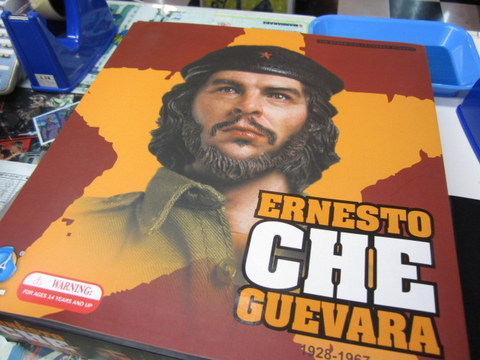 ERNESTO
CHE
GUEVARA
1928-1967
WARNING:
FOR AGES 14 YEARS AND UP